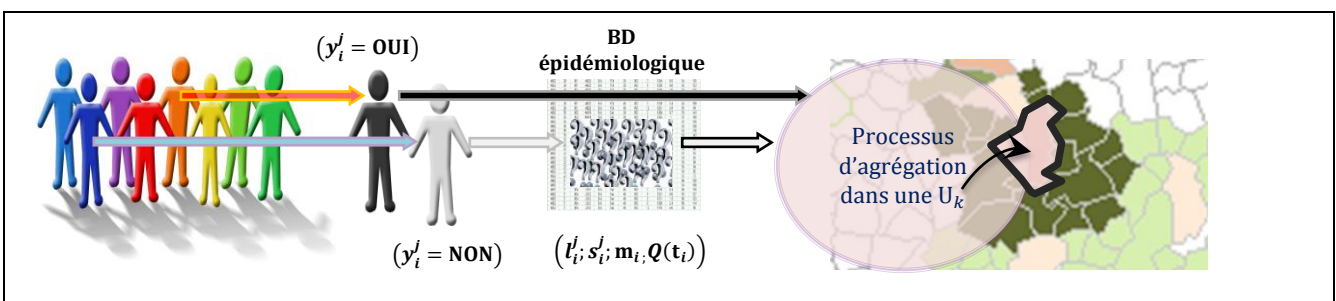 (y_i^j = OUI)
BD
épidémiologique
Processus
d'agrégation
dans une U_k
(y_i^j = NON)
(l_i^j; s_i^j; m_i; Q(t_i))